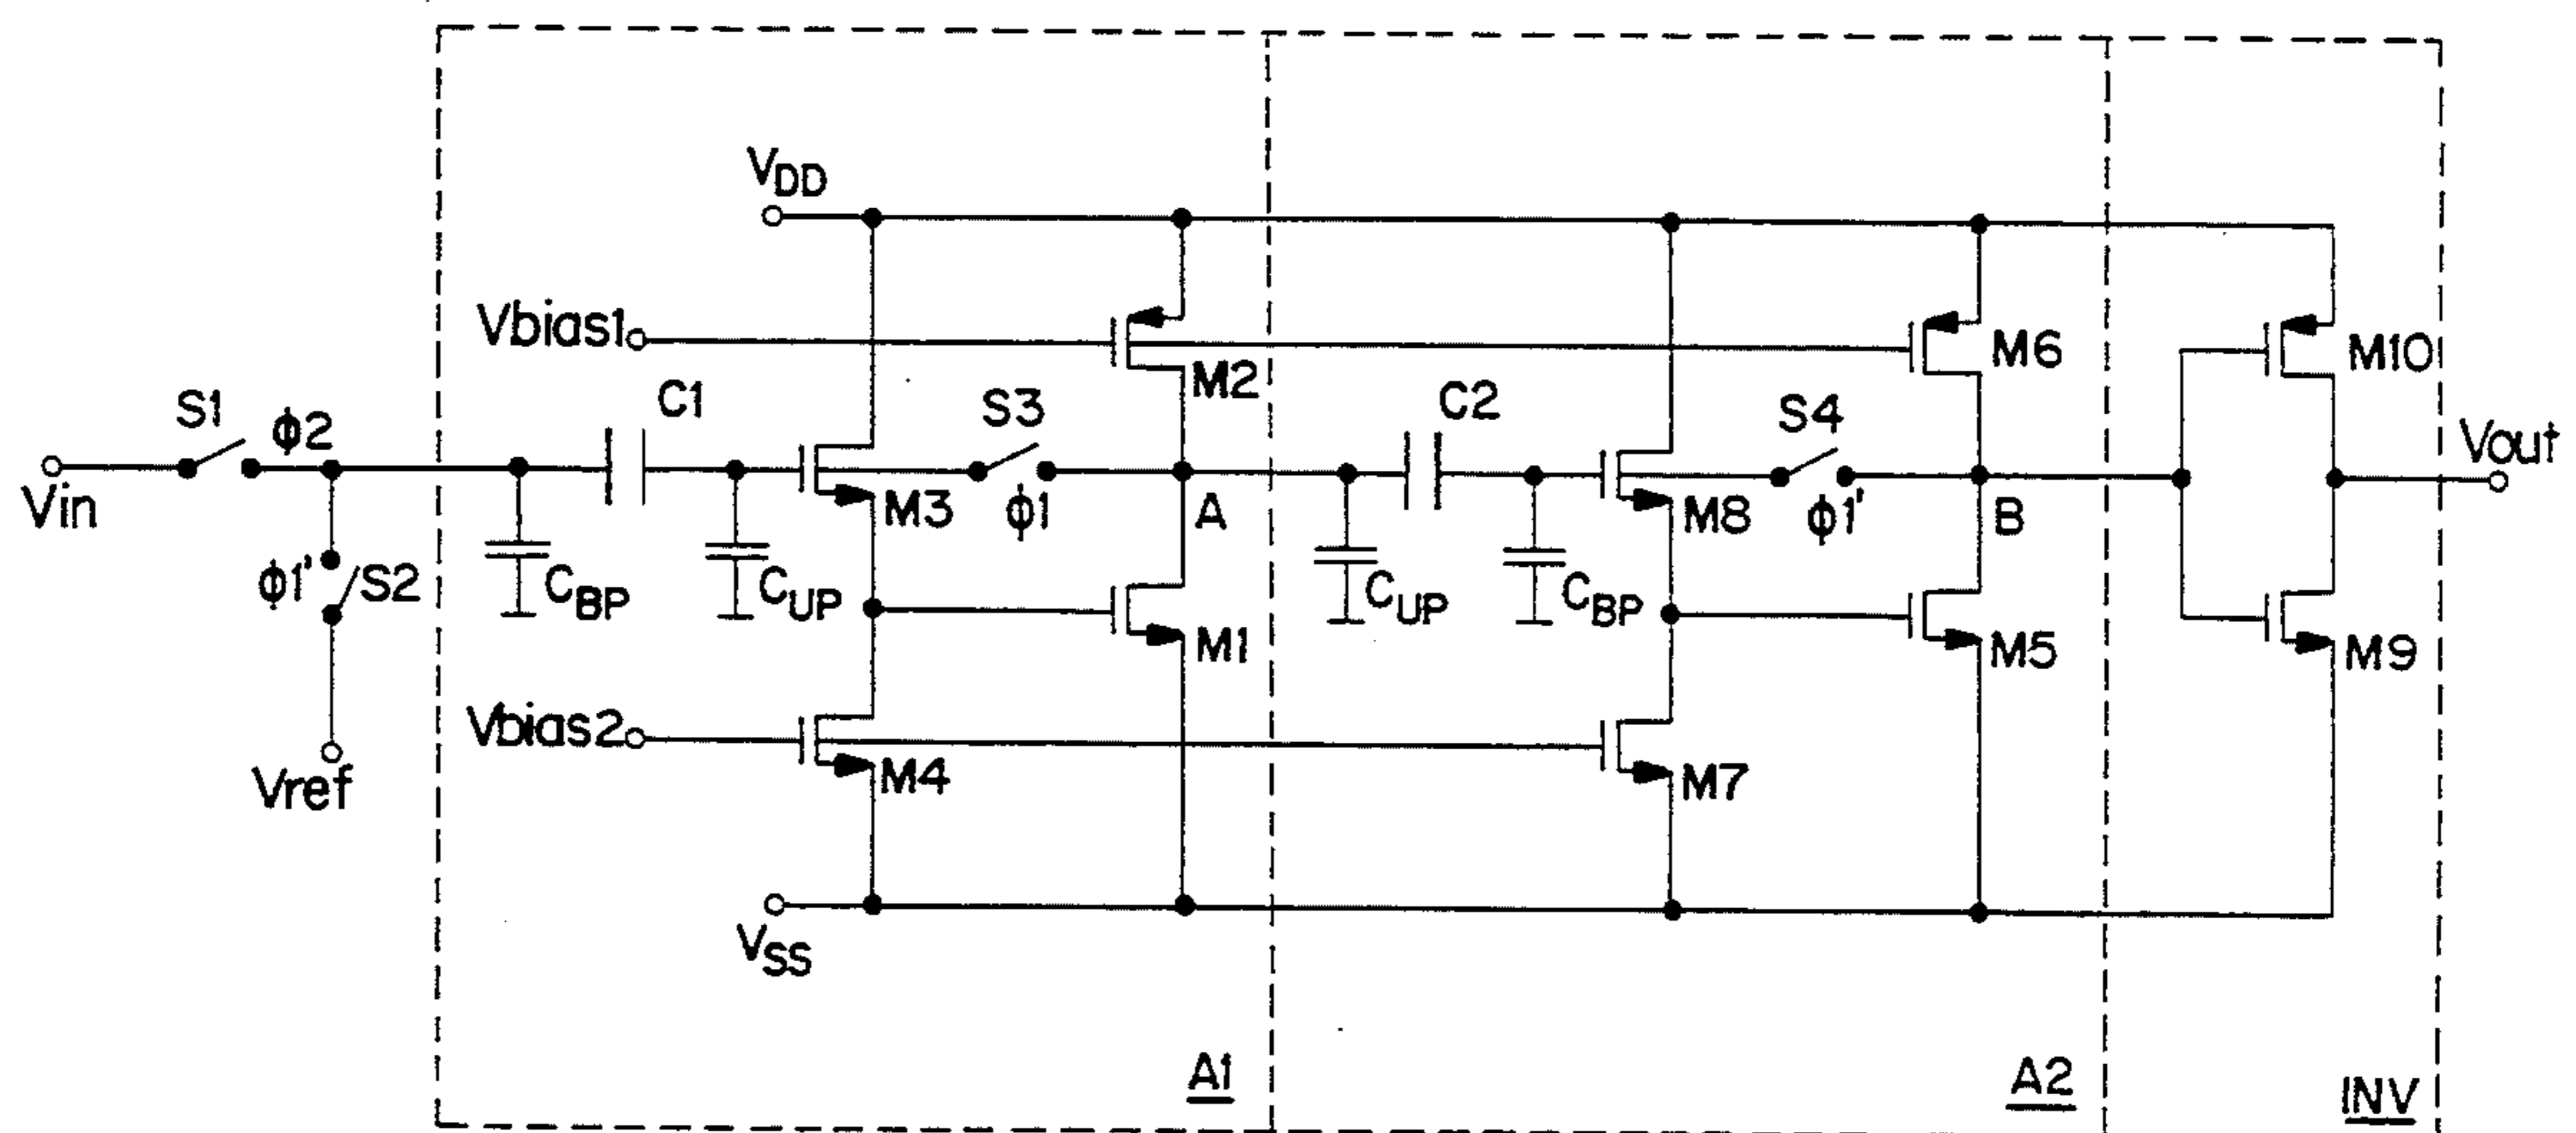 VDD
Vbias1
M2
M6
M10
S1
ϕ2
C1
S3
C2
S4
Vin
M3
ϕ1
A
M8
ϕ1'
B
Vout
ϕ1'
S2
CBP
CUP
CUP
CBP
M1
M5
M9
Vbias2
Vref
M4
M7
VSS
A1
A2
INV